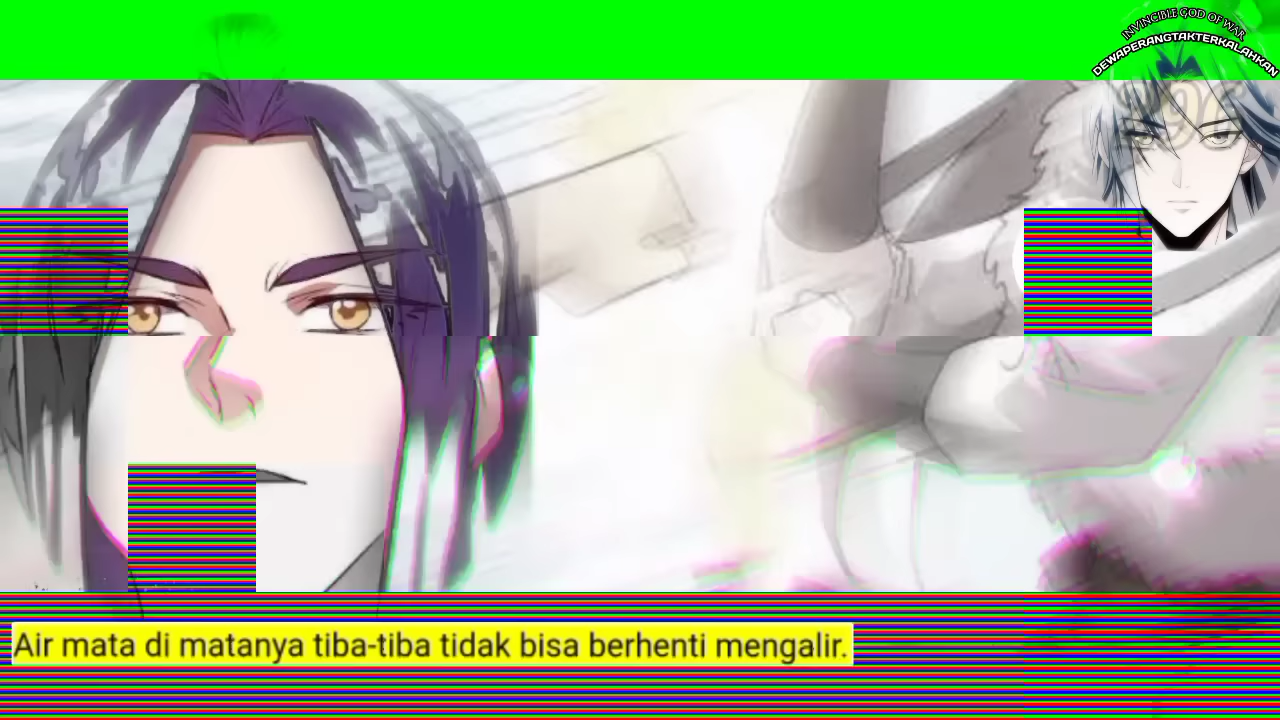 INVINCIBLE GOD OF WAR
DEWAPERANGTAKTERKALAHKAN
Air mata di matanya tiba-tiba tidak bisa berhenti mengalir.